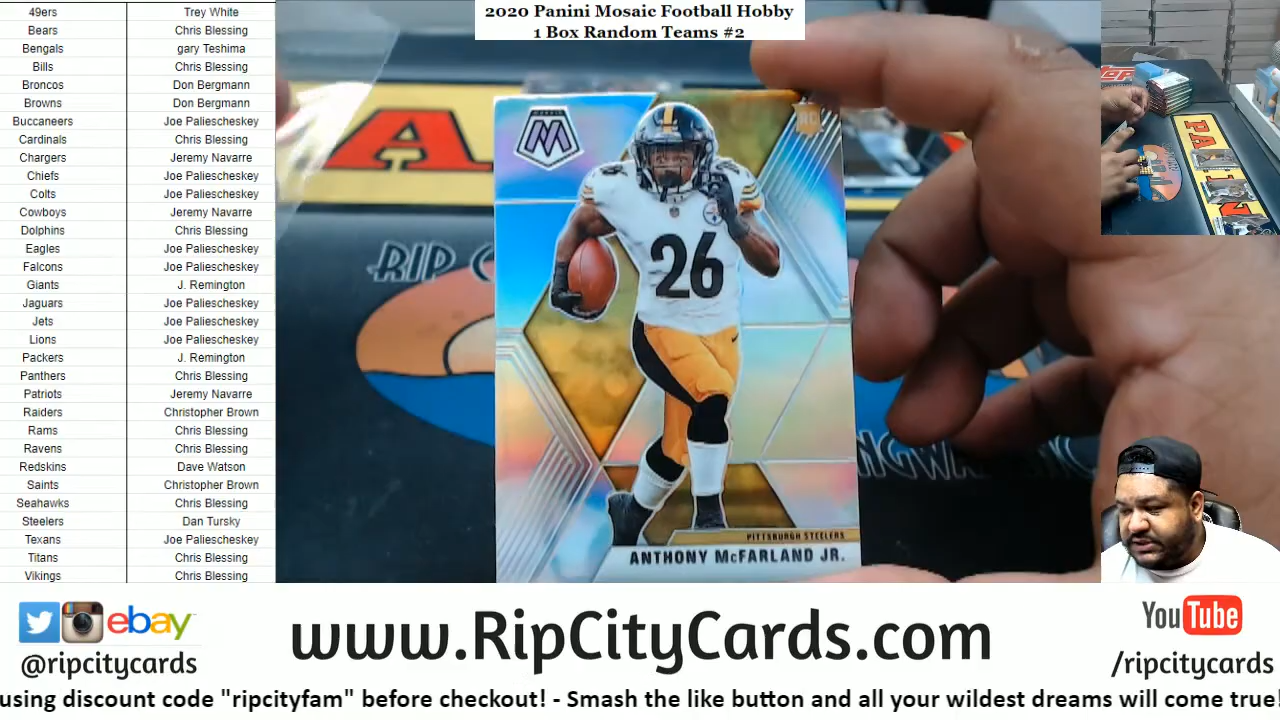 2020 Panini Mosaic Football Hobby
1 Box Random Teams #2
49ers Trey White
Bears Chris Blessing
Bengals gary Teshima
Bills Chris Blessing
Broncos Don Bergmann
Browns Don Bergmann
Buccaneers Joe Paliescheskey
Cardinals Chris Blessing
Chargers Jeremy Navarre
Chiefs Joe Paliescheskey
Colts Joe Paliescheskey
Cowboys Jeremy Navarre
Dolphins Chris Blessing
Eagles Joe Paliescheskey
Falcons Joe Paliescheskey
Giants J. Remington
Jaguars Joe Paliescheskey
Jets Joe Paliescheskey
Lions Joe Paliescheskey
Packers J. Remington
Panthers Chris Blessing
Patriots Jeremy Navarre
Raiders Christopher Brown
Rams Chris Blessing
Ravens Chris Blessing
Redskins Dave Watson
Saints Christopher Brown
Seahawks Chris Blessing
Steelers Dan Tursky
Texans Joe Paliescheskey
Titans Chris Blessing
Vikings Chris Blessing
A
RIP C
RC
26
PITTSBURGH STEELERS
ANTHONY McFARLAND JR.
PANIN
ebay
@ripcitycards
www.RipCityCards.com
YouTube
/ripcitycards
using discount code "ripcityfam" before checkout! - Smash the like button and all your wildest dreams will come true!